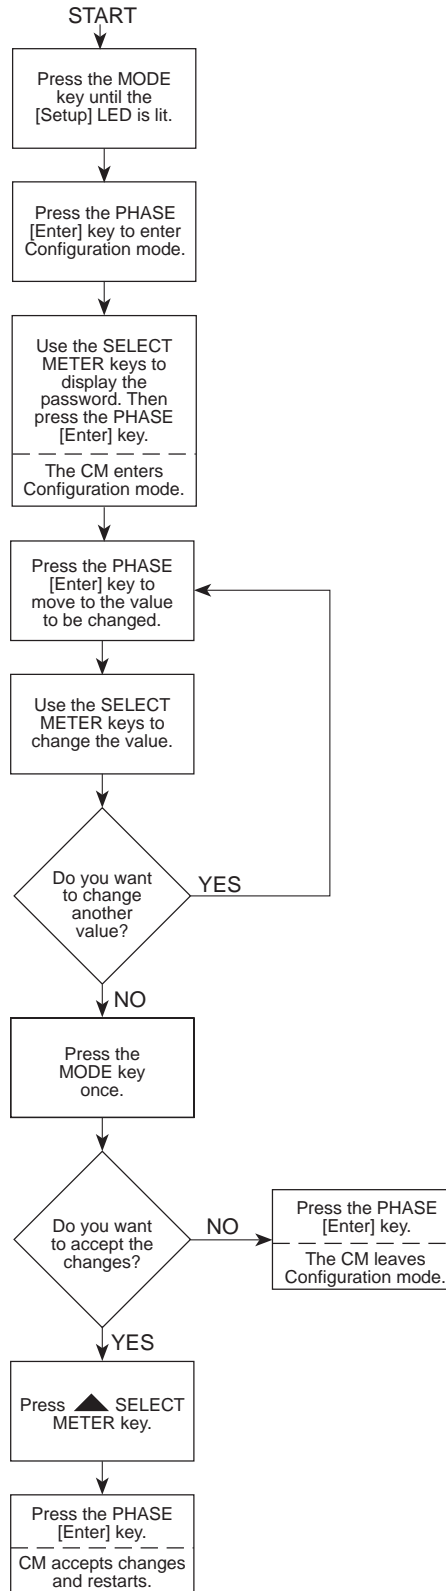 START
Press the MODE
key until the
[Setup] LED is lit.
Press the PHASE
[Enter] key to enter
Configuration mode.
Use the SELECT
METER keys to
display the
password. Then
press the PHASE
[Enter] key.
The CM enters
Configuration mode.
Press the PHASE
[Enter] key to
move to the value
to be changed.
Use the SELECT
METER keys to
change the value.
Do you want
to change
another
value?
YES
NO
Press the
MODE key
once.
Do you want
to accept the
changes?
NO
Press the PHASE
[Enter] key.
The CM leaves
Configuration mode.
YES
Press ▲ SELECT
METER key.
Press the PHASE
[Enter] key.
CM accepts changes
and restarts.